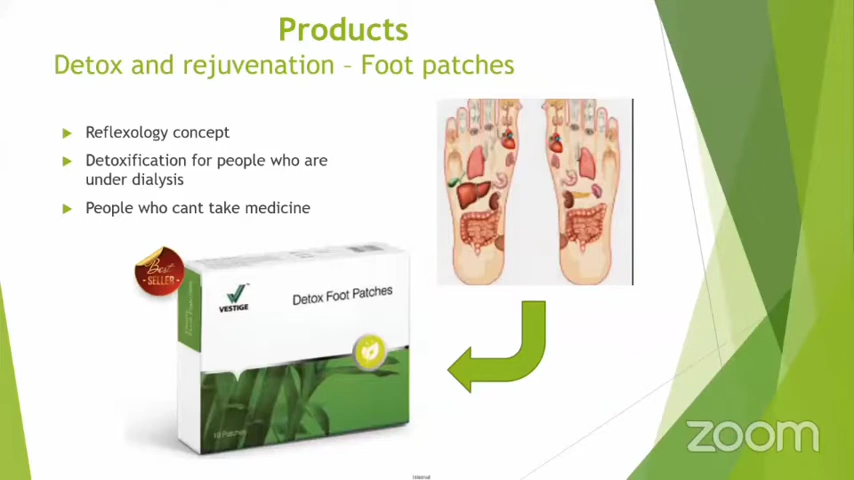 Products
Detox and rejuvenation – Foot patches
Reflexology concept
Detoxification for people who are
under dialysis
People who cant take medicine
Best
SELLER
VESTIGE
Detox Foot Patches
10 Patches
zoom